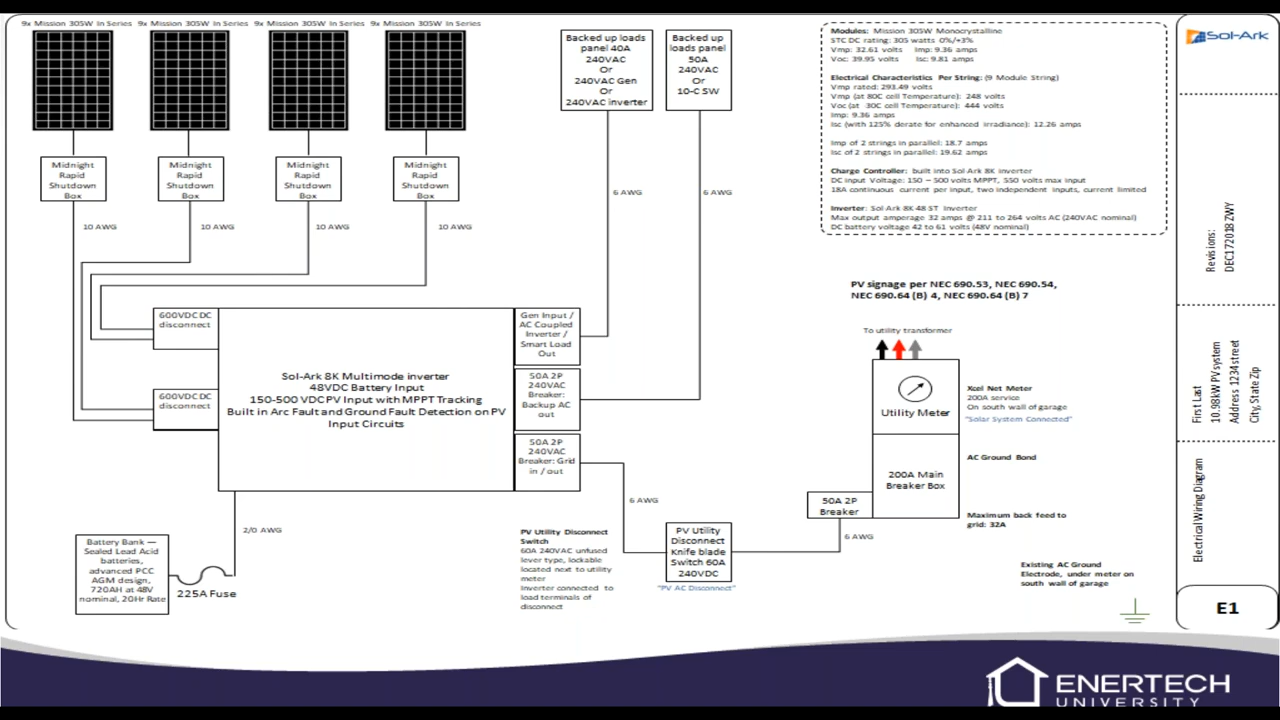 9x Mission 305W In Series 9x Mission 305W In Series 9x Mission 305W In Series 9x Mission 305W In Series
Midnight
Rapid
Shutdown
Box
Midnight
Rapid
Shutdown
Box
Midnight
Rapid
Shutdown
Box
Midnight
Rapid
Shutdown
Box
10 AWG
10 AWG
10 AWG
10 AWG
Backed up loads
panel 40A
240VAC
Or
240VAC Gen
Or
240VAC inverter
Backed up
loads panel
50A
240VAC
Or
10-C SW
6 AWG
6 AWG
Modules: Mission 305W Monocrystalline
STC DC rating: 305 watts 0%/+3%
Vmp: 32.61 volts Imp: 9.36 amps
Voc: 39.95 volts Isc: 9.81 amps
Electrical Characteristics Per String: (9 Module String)
Vmp rated: 293.49 volts
Vmp (at 80C cell Temperature): 248 volts
Voc (at 30C cell Temperature): 444 volts
Imp: 9.36 amps
Isc (with 125% derate for enhanced irradiance): 12.26 amps
Imp of 2 strings in parallel: 18.7 amps
Isc of 2 strings in parallel: 19.62 amps
Charge Controller: built into Sol Ark 8K inverter
DC input Voltage: 150 – 500 volts MPPT, 550 volts max input
18A continuous current per input, two independent inputs, current limited
Inverter: Sol Ark 8K 48 ST Inverter
Max output amperage 32 amps @ 211 to 264 volts AC (240VAC nominal)
DC battery voltage 42 to 61 volts (48V nominal)
PV signage per NEC 690.53, NEC 690.54,
NEC 690.64 (B) 4, NEC 690.64 (B) 7
600VDC DC
disconnect
600VDC DC
disconnect
Sol-Ark 8K Multimode inverter
48VDC Battery Input
150-500 VDC PV Input with MPPT Tracking
Built in Arc Fault and Ground Fault Detection on PV
Input Circuits
Gen Input /
AC Coupled
Inverter /
Smart Load
Out
50A 2P
240VAC
Breaker:
Backup AC
out
50A 2P
240VAC
Breaker: Grid
in / out
To utility transformer
Utility Meter
Xcel Net Meter
200A service
On south wall of garage
"Solar System Connected"
AC Ground Bond
200A Main
Breaker Box
50A 2P
Breaker
Maximum back feed to
grid: 32A
6 AWG
6 AWG
2/0 AWG
Battery Bank —
Sealed Lead Acid
batteries,
advanced PCC
AGM design,
720AH at 48V
nominal, 20Hr Rate
225A Fuse
PV Utility Disconnect
Switch
60A 240VAC unfused
lever type, lockable
located next to utility
meter
Inverter connected to
load terminals of
disconnect
PV Utility
Disconnect
Knife blade
Switch 60A
240VDC
"PV AC Disconnect"
Existing AC Ground
Electrode, under meter on
south wall of garage
Sol-Ark
Revisions:
DEC172018 ZWY
First Last
10.98kW PV system
Address is 1234 street
City, State Zip
Electrical Wiring Diagram
E1
ENERTECH
UNIVERSITY